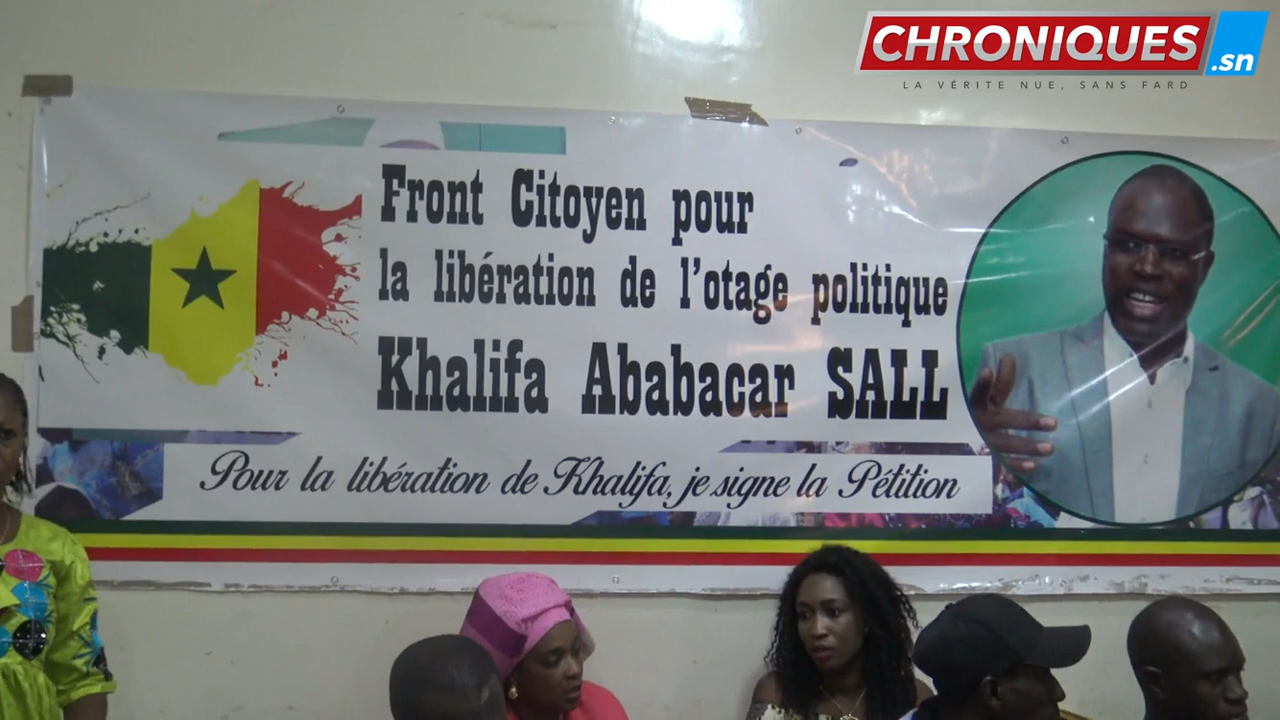 CHRONIQUES
.sn
LA VÉRITE NUE, SANS FARD
Front Citoyen pour
la libération de l'otage politique
Khalifa Ababacar SALL
Pour la libération de Khalifa, je signe la Pétition